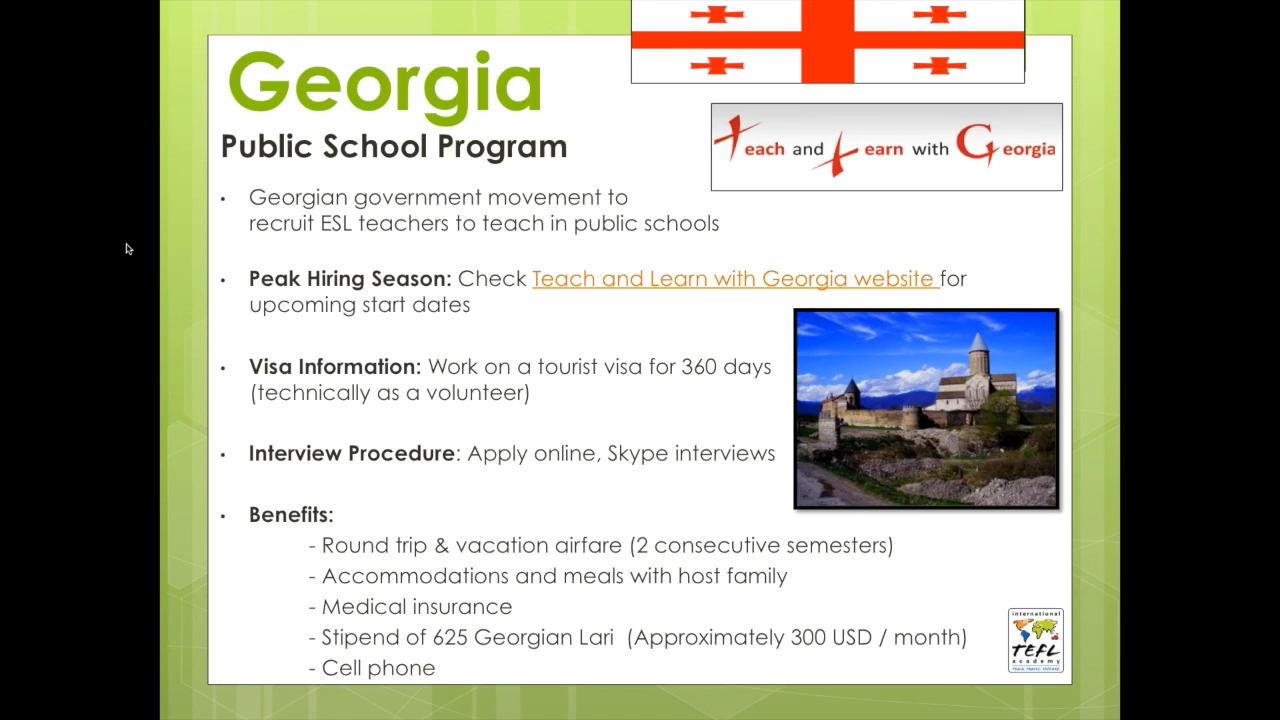 Georgia
Public School Program
Teach and Learn with Georgia
• Georgian government movement to
recruit ESL teachers to teach in public schools
• Peak Hiring Season: Check Teach and Learn with Georgia website for
upcoming start dates
• Visa Information: Work on a tourist visa for 360 days
(technically as a volunteer)
• Interview Procedure: Apply online, Skype interviews
• Benefits:
- Round trip & vacation airfare (2 consecutive semesters)
- Accommodations and meals with host family
- Medical insurance
- Stipend of 625 Georgian Lari (Approximately 300 USD / month)
- Cell phone
international
TEFL
academy